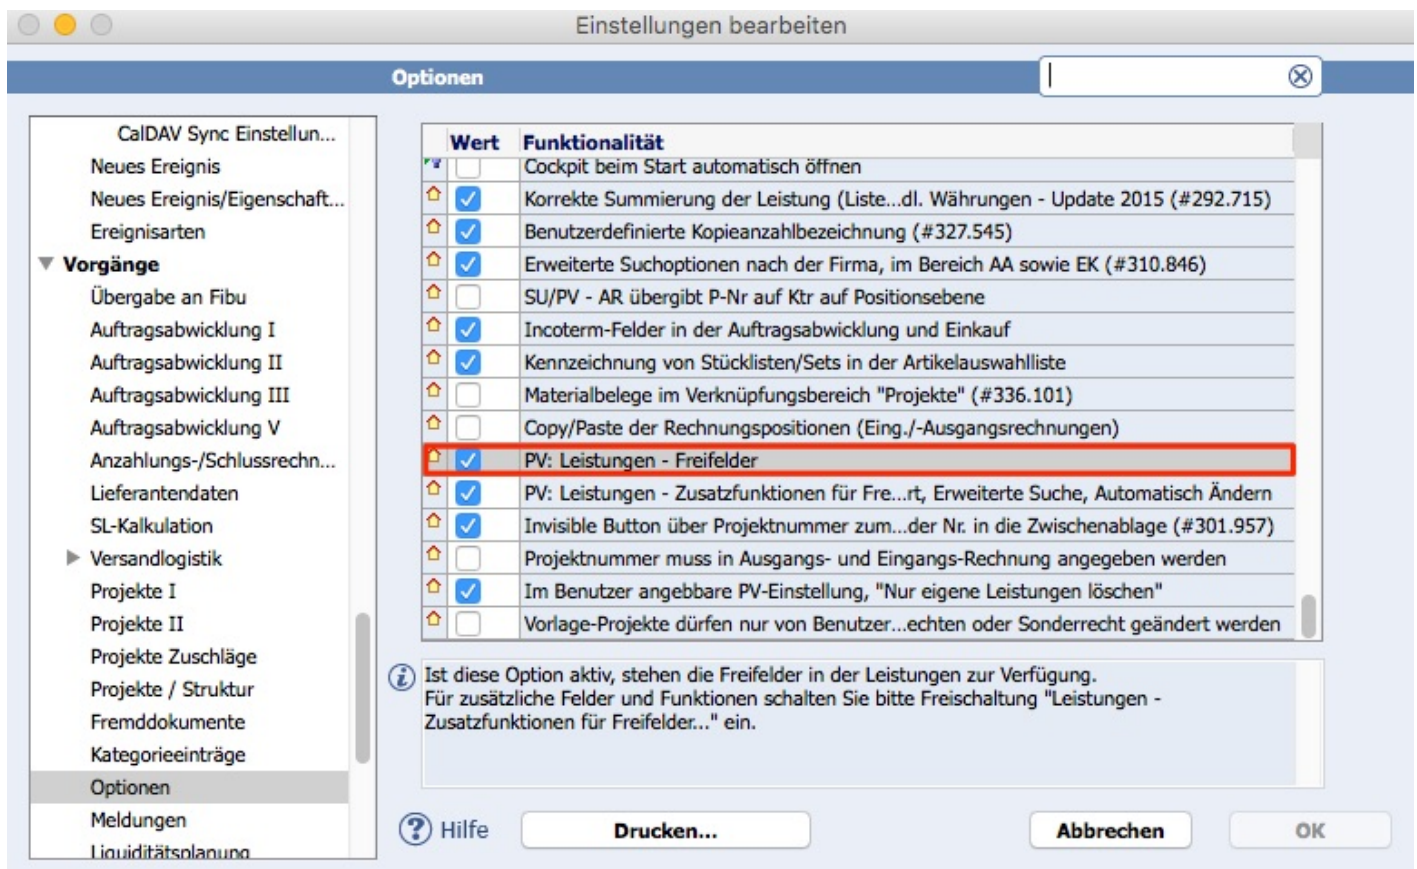 Einstellungen bearbeiten
Optionen
CalDAV Sync Einstellun...
Neues Ereignis
Neues Ereignis/Eigenschaft...
Ereignisarten
Vorgänge
Übergabe an Fibu
Auftragsabwicklung I
Auftragsabwicklung II
Auftragsabwicklung III
Auftragsabwicklung V
Anzahlungs-/Schlussrechn...
Lieferantendaten
SL-Kalkulation
Versandlogistik
Projekte I
Projekte II
Projekte Zuschläge
Projekte / Struktur
Fremddokumente
Kategorieeinträge
Optionen
Meldungen
Liquiditätsplanung
Wert Funktionalität
Cockpit beim Start automatisch öffnen
Korrekte Summierung der Leistung (Liste...dl. Währungen - Update 2015 (#292.715)
Benutzerdefinierte Kopieanzahlbezeichnung (#327.545)
Erweiterte Suchoptionen nach der Firma, im Bereich AA sowie EK (#310.846)
SU/PV - AR übergibt P-Nr auf Ktr auf Positionsebene
Incoterm-Felder in der Auftragsabwicklung und Einkauf
Kennzeichnung von Stücklisten/Sets in der Artikelauswahlliste
Materialbelege im Verknüpfungsbereich "Projekte" (#336.101)
Copy/Paste der Rechnungspositionen (Eing./-Ausgangsrechnungen)
PV: Leistungen - Freifelder
PV: Leistungen - Zusatzfunktionen für Fre...rt, Erweiterte Suche, Automatisch Ändern
Invisible Button über Projektnummer zum...der Nr. in die Zwischenablage (#301.957)
Projektnummer muss in Ausgangs- und Eingangs-Rechnung angegeben werden
Im Benutzer angebbare PV-Einstellung, "Nur eigene Leistungen löschen"
Vorlage-Projekte dürfen nur von Benutzer...echten oder Sonderrecht geändert werden
Ist diese Option aktiv, stehen die Freifelder in der Leistungen zur Verfügung.
Für zusätzliche Felder und Funktionen schalten Sie bitte Freischaltung "Leistungen -
Zusatzfunktionen für Freifelder..." ein.
Hilfe
Drucken...
Abbrechen
OK